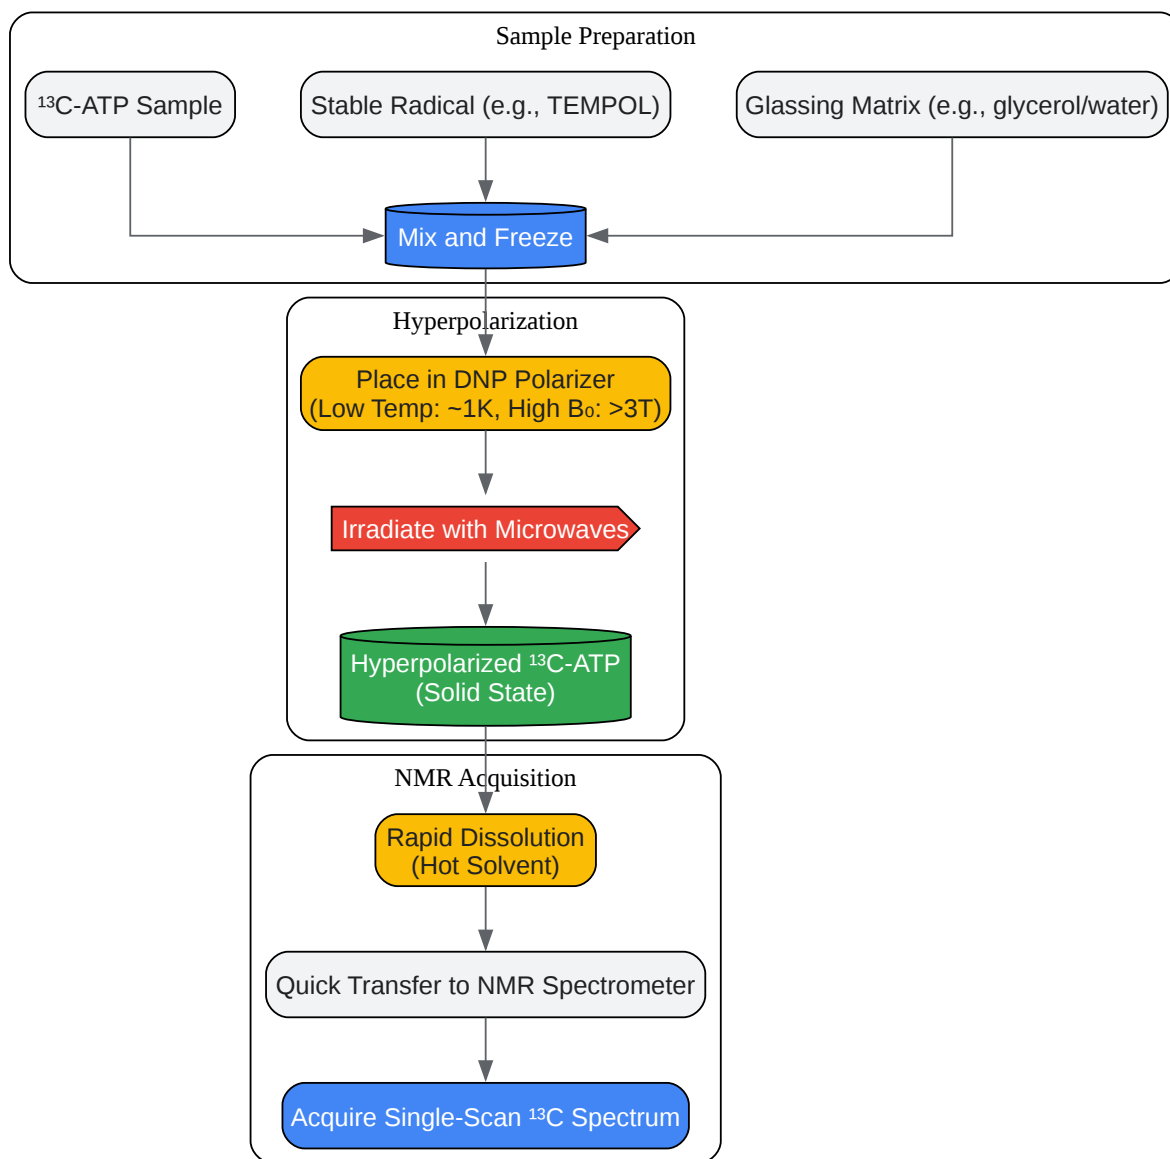 Sample Preparation
¹³C-ATP Sample
Stable Radical (e.g., TEMPOL)
Glassing Matrix (e.g., glycerol/water)
Mix and Freeze
Hyperpolarization
Place in DNP Polarizer
(Low Temp: ~1K, High B₀: >3T)
Irradiate with Microwaves
Hyperpolarized ¹³C-ATP
(Solid State)
NMR Acquisition
Rapid Dissolution
(Hot Solvent)
Quick Transfer to NMR Spectrometer
Acquire Single-Scan ¹³C Spectrum